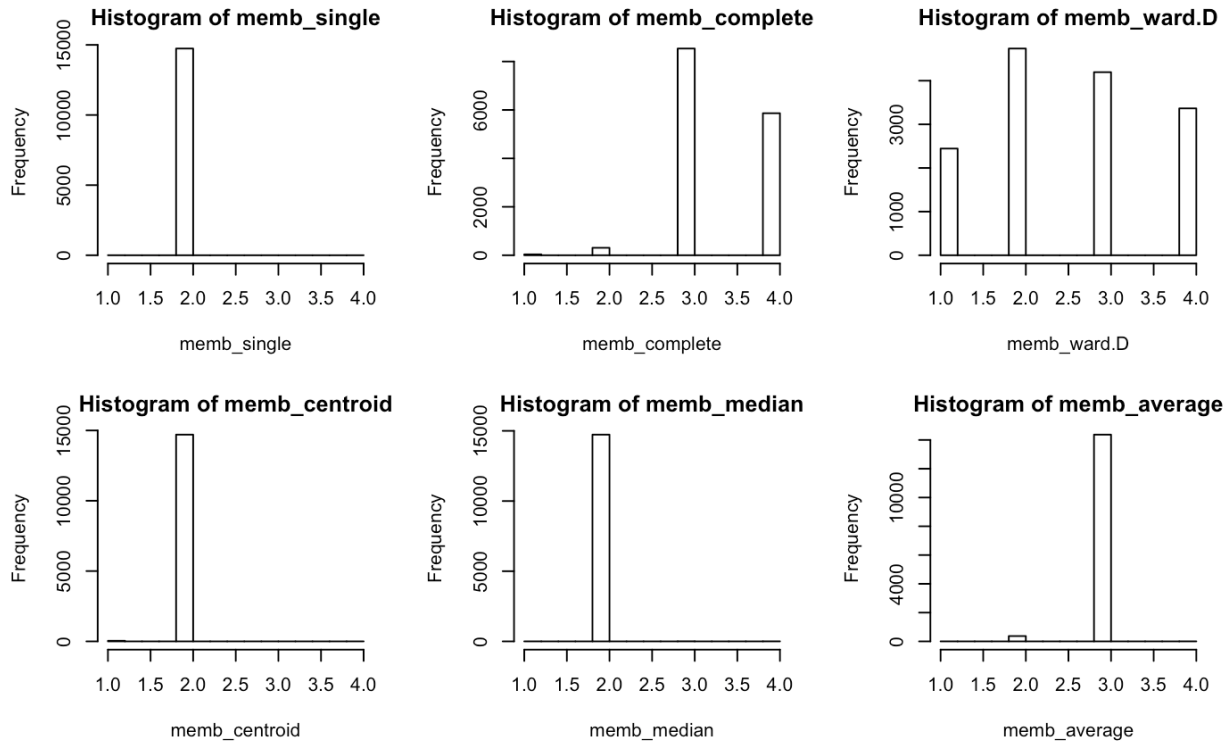 Histogram of memb_single
Frequency
15000
10000
5000
0
1.0 1.5 2.0 2.5 3.0 3.5 4.0
memb_single
Histogram of memb_complete
Frequency
6000
2000
0
1.0 1.5 2.0 2.5 3.0 3.5 4.0
memb_complete
Histogram of memb_ward.D
Frequency
3000
1000
0
1.0 1.5 2.0 2.5 3.0 3.5 4.0
memb_ward.D
Histogram of memb_centroid
Frequency
15000
10000
5000
0
1.0 1.5 2.0 2.5 3.0 3.5 4.0
memb_centroid
Histogram of memb_median
Frequency
15000
10000
5000
0
1.0 1.5 2.0 2.5 3.0 3.5 4.0
memb_median
Histogram of memb_average
Frequency
10000
4000
0
1.0 1.5 2.0 2.5 3.0 3.5 4.0
memb_average